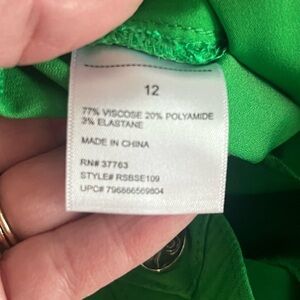 12
77% VISCOSE 20% POLYAMIDE
3% ELASTANE
MADE IN CHINA
RN# 37763
STYLE# RSBSE109
UPC# 796866569804